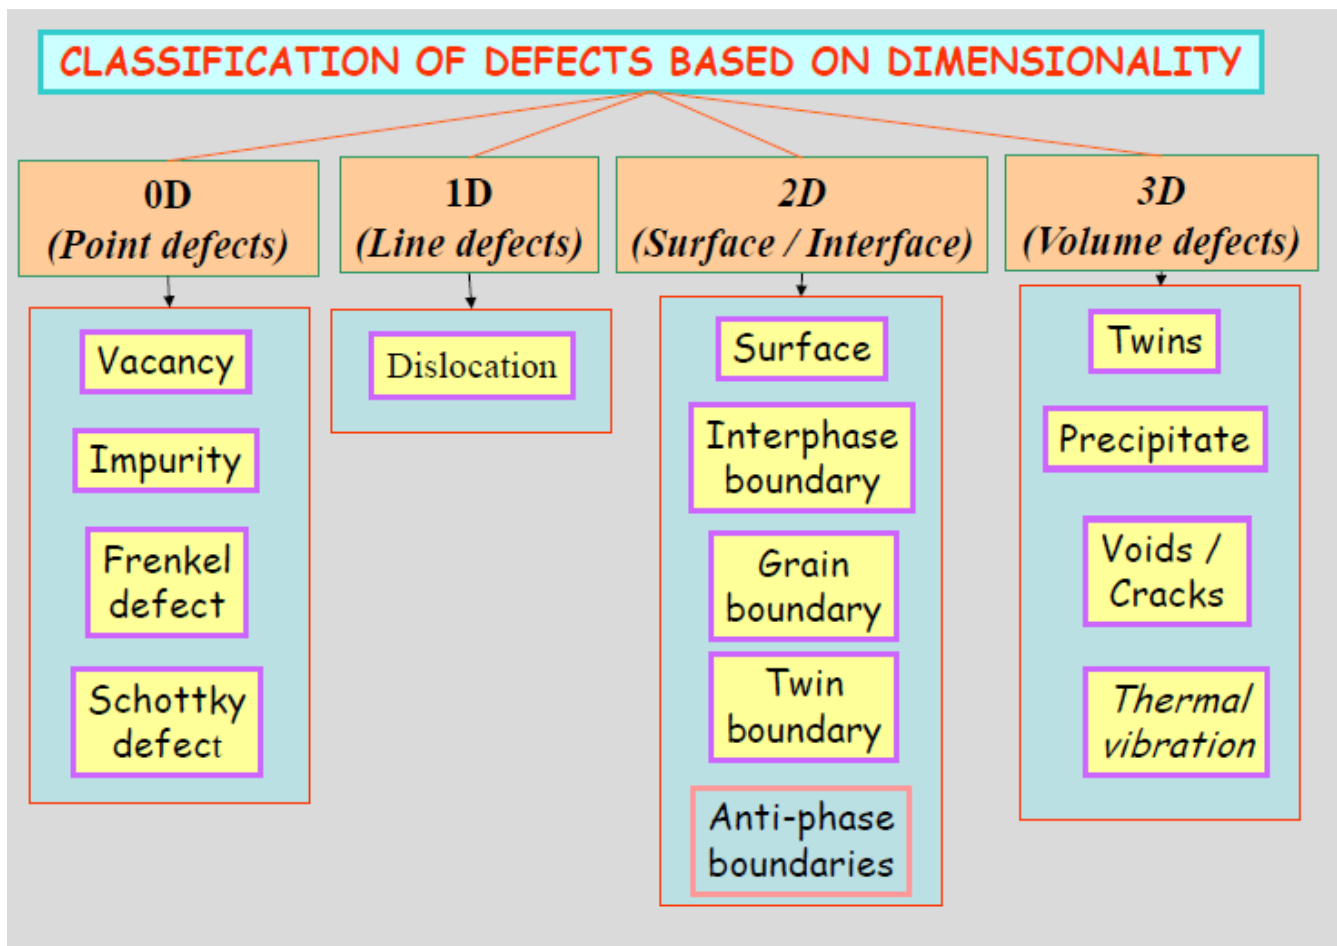 CLASSIFICATION OF DEFECTS BASED ON DIMENSIONALITY
0D
(Point defects)
Vacancy
Impurity
Frenkel
defect
Schottky
defect
1D
(Line defects)
Dislocation
2D
(Surface / Interface)
Surface
Interphase
boundary
Grain
boundary
Twin
boundary
Anti-phase
boundaries
3D
(Volume defects)
Twins
Precipitate
Voids /
Cracks
Thermal
vibration